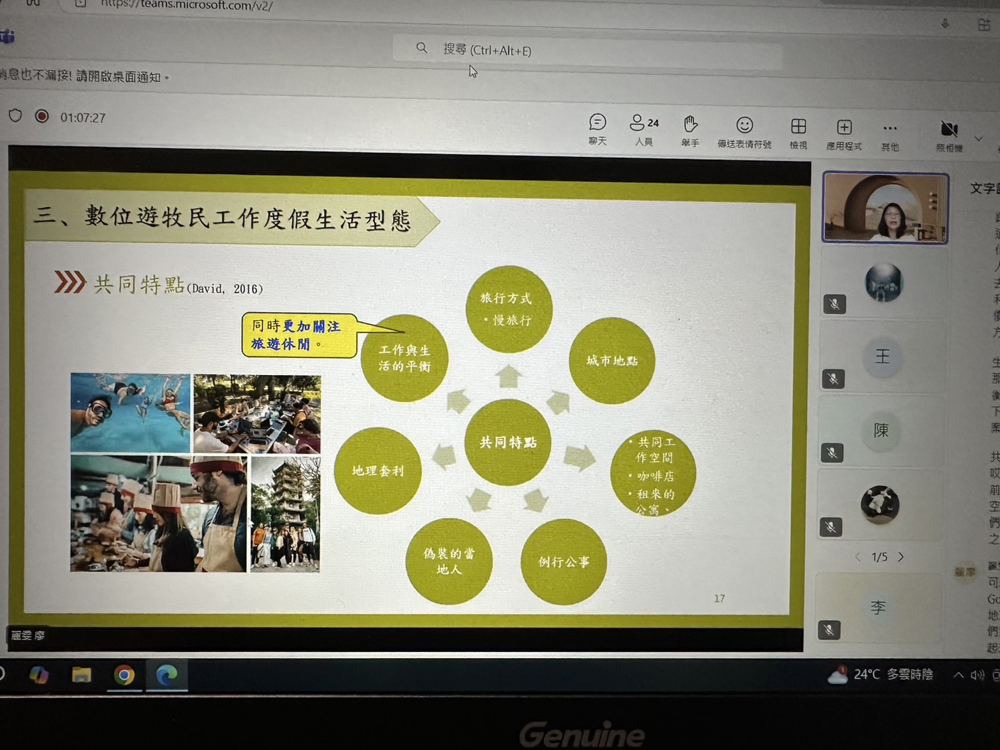 https://teams.microsoft.com/v2/
搜尋 (Ctrl+Alt+E)
息也不漏接! 請開啟桌面通知。
01:07:27
24
聊天
人員
舉手
傳送表情符號
檢視
應用程式
其他
照相機
三、數位遊牧民工作度假生活型態
共同特點(David, 2016)
同時更加關注
旅遊休閒。
旅行方式
•慢旅行
工作與生
活的平衡
城市地點
共同特點
•共同工
作空間
•咖啡店
•租來的
公寓、
地理套利
偽裝的當
地人
例行公事
17
王
陳
1/5
李
文字
24°C 多雲時陰
Genuine